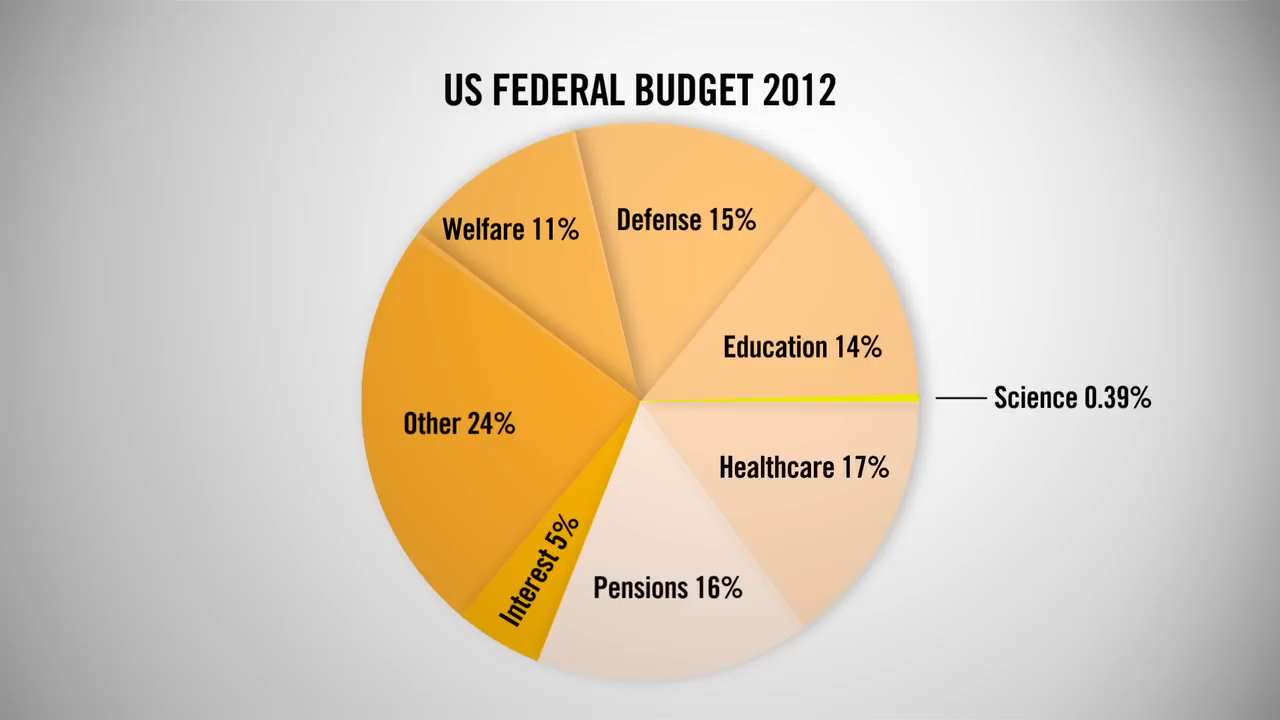 US FEDERAL BUDGET 2012
Welfare 11%
Defense 15%
Education 14%
Science 0.39%
Other 24%
Healthcare 17%
Interest 5%
Pensions 16%